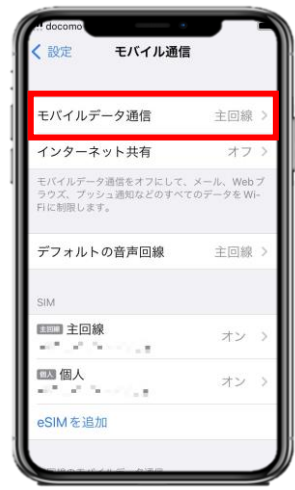 docomo
設定 モバイル通信
モバイルデータ通信 主回線
インターネット共有 オフ
モバイルデータ通信をオフにして、メール、Webブ
ラウズ、プッシュ通知などのすべてのデータをWi-
Fiに制限します。
デフォルトの音声回線 主回線
SIM
主回線 主回線
オン
個人 個人
オン
eSIMを追加